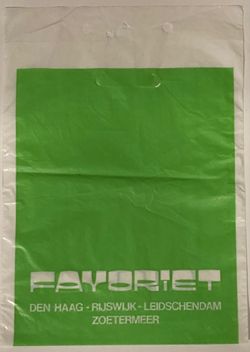 FAVORIET
DEN HAAG - RIJSWIJK - LEIDSCHENDAM
ZOETERMEER